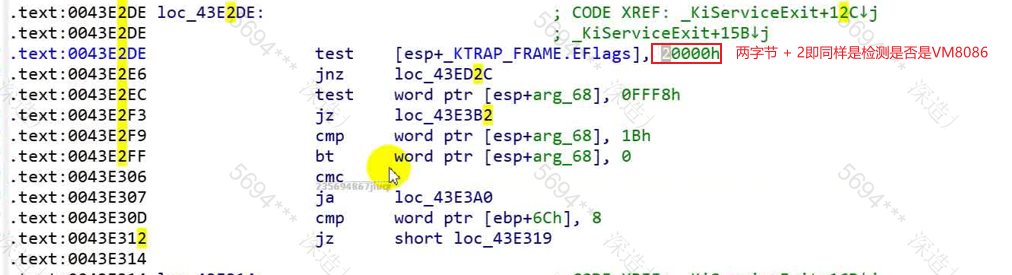 .text:0043E2DE loc_43E2DE: ; CODE XREF: _KiServiceExit+12C↓j
.text:0043E2DE ; _KiServiceExit+15B↓j
.text:0043E2DE test [esp+_KTRAP_FRAME.EFlags], 20000h 两字节 + 2即同样是检测是否是VM8086
.text:0043E2E6 jnz loc_43ED2C
.text:0043E2EC test word ptr [esp+arg_68], 0FFF8h
.text:0043E2F3 jz loc_43E3B2
.text:0043E2F9 cmp word ptr [esp+arg_68], 1Bh
.text:0043E2FF bt word ptr [esp+arg_68], 0
.text:0043E306 cmc
.text:0043E307 ja loc_43E3A0
.text:0043E30D cmp word ptr [ebp+6Ch], 8
.text:0043E312 jz short loc_43E319
.text:0043E314